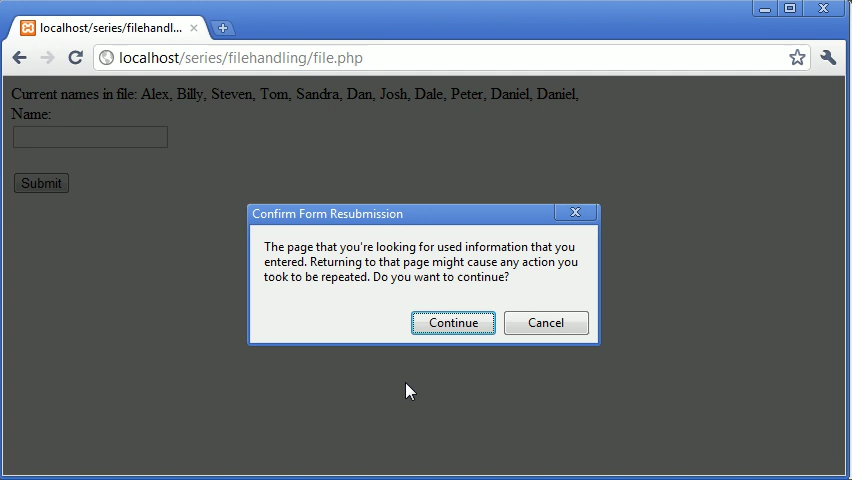 localhost/series/filehandl...
localhost/series/filehandling/file.php
Current names in file: Alex, Billy, Steven, Tom, Sandra, Dan, Josh, Dale, Peter, Daniel, Daniel,
Name:
Submit
Confirm Form Resubmission
The page that you're looking for used information that you
entered. Returning to that page might cause any action you
took to be repeated. Do you want to continue?
Continue
Cancel